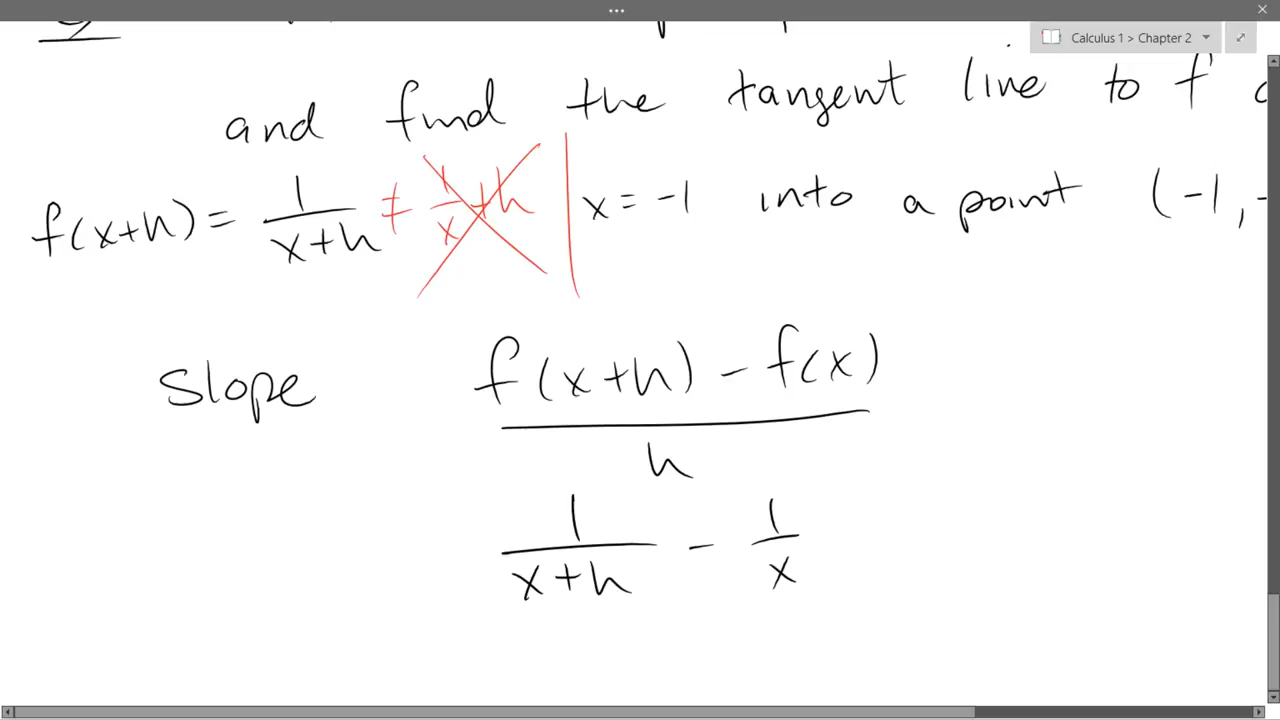 Calculus 1 > Chapter 2
and find the tangent line to f
f(x+h) = 1/(x+h) ≠ 1/x + h | x = -1 into a point (-1, -
slope (f(x+h) - f(x))/h
1/(x+h) - 1/x